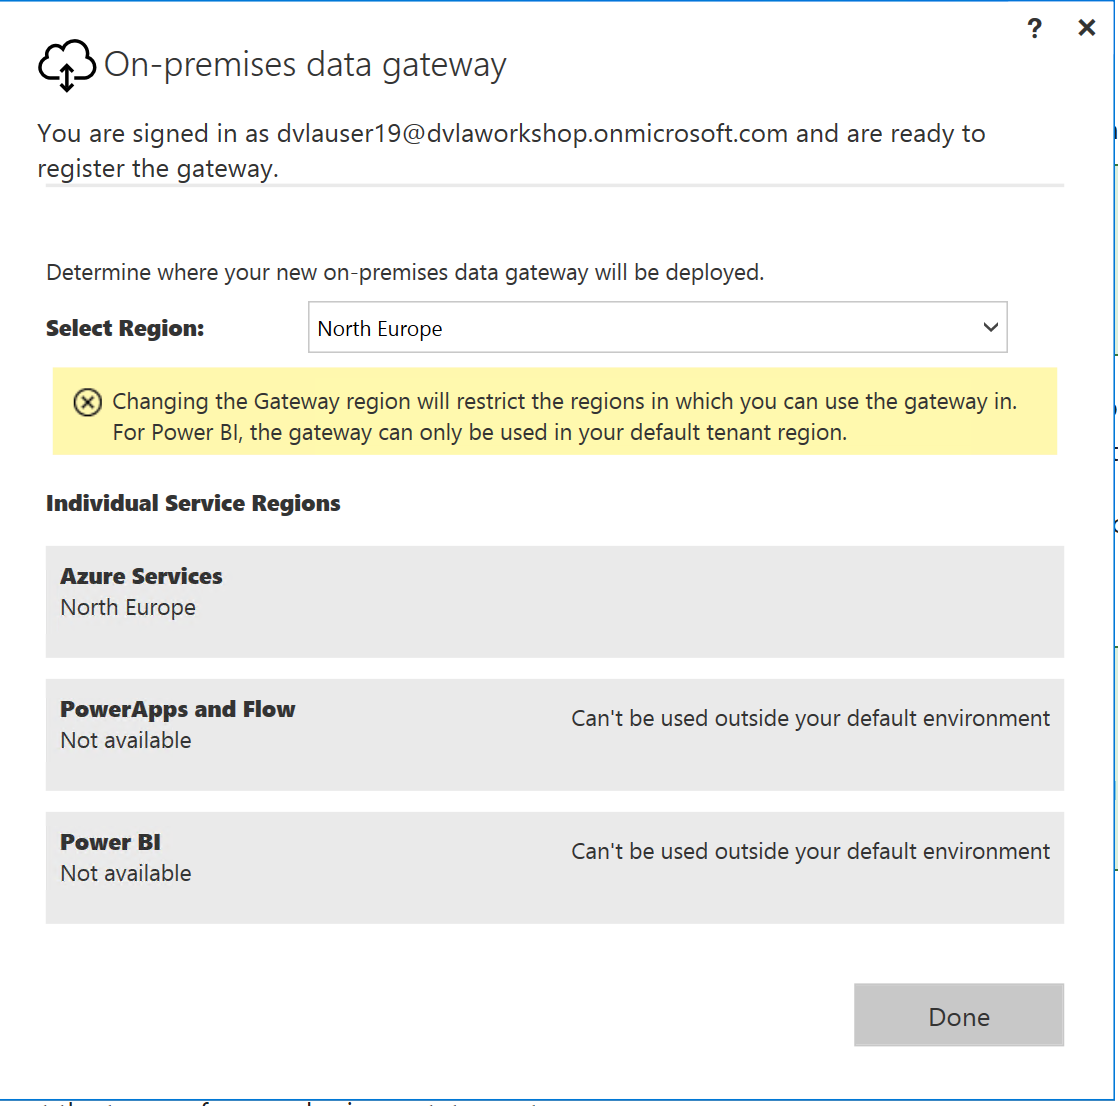 ?
On-premises data gateway
You are signed in as dvlauser19@dvlaworkshop.onmicrosoft.com and are ready to
register the gateway.
Determine where your new on-premises data gateway will be deployed.
Select Region:
North Europe
Changing the Gateway region will restrict the regions in which you can use the gateway in.
For Power BI, the gateway can only be used in your default tenant region.
Individual Service Regions
Azure Services
North Europe
PowerApps and Flow
Not available
Can't be used outside your default environment
Power BI
Not available
Can't be used outside your default environment
Done